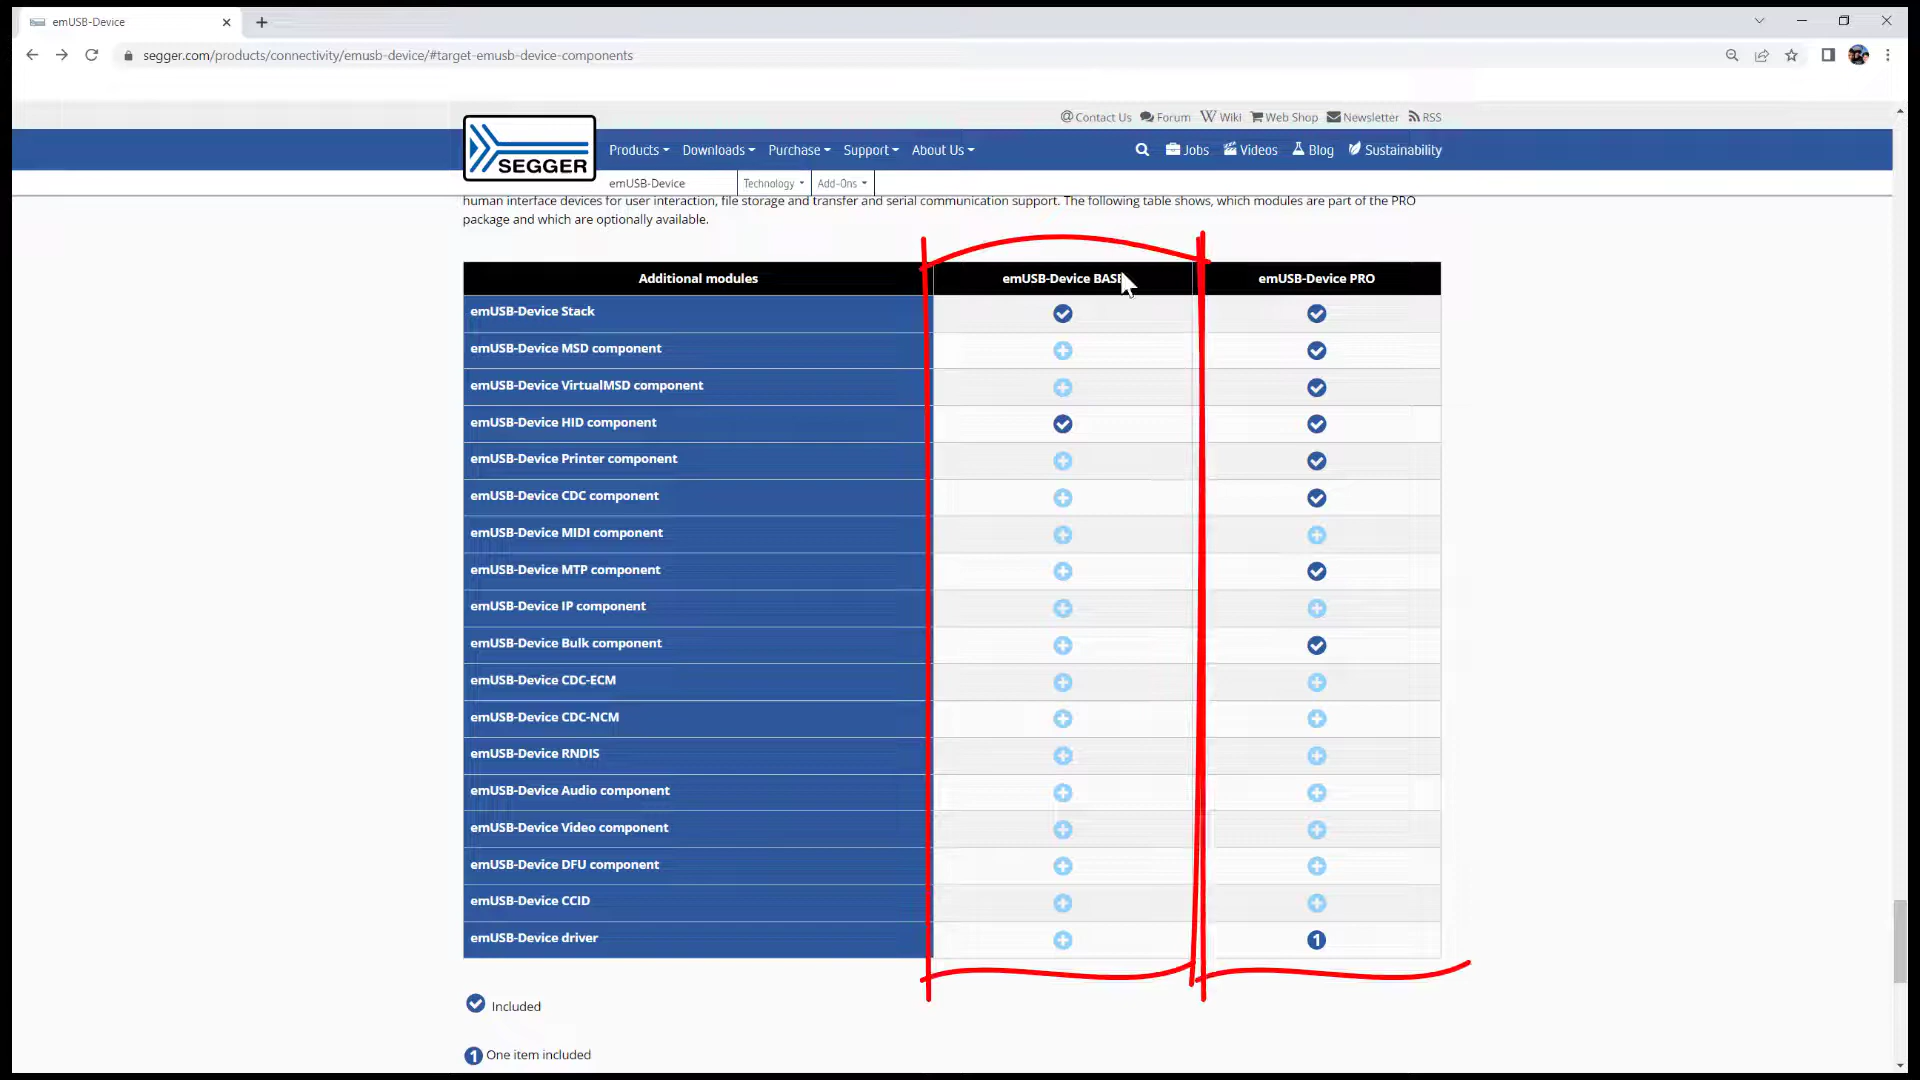 emUSB-Device
segger.com/products/connectivity/emusb-device/#target-emusb-device-components
Contact Us Forum Wiki Web Shop Newsletter RSS
SEGGER
Products Downloads Purchase Support About Us Jobs Videos Blog Sustainability
emUSB-Device Technology Add-Ons
human interface devices for user interaction, file storage and transfer and serial communication support. The following table shows, which modules are part of the PRO
package and which are optionally available.
Additional modules emUSB-Device BASE emUSB-Device PRO
emUSB-Device Stack
emUSB-Device MSD component
emUSB-Device VirtualMSD component
emUSB-Device HID component
emUSB-Device Printer component
emUSB-Device CDC component
emUSB-Device MIDI component
emUSB-Device MTP component
emUSB-Device IP component
emUSB-Device Bulk component
emUSB-Device CDC-ECM
emUSB-Device CDC-NCM
emUSB-Device RNDIS
emUSB-Device Audio component
emUSB-Device Video component
emUSB-Device DFU component
emUSB-Device CCID
emUSB-Device driver 1
Included
1 One item included